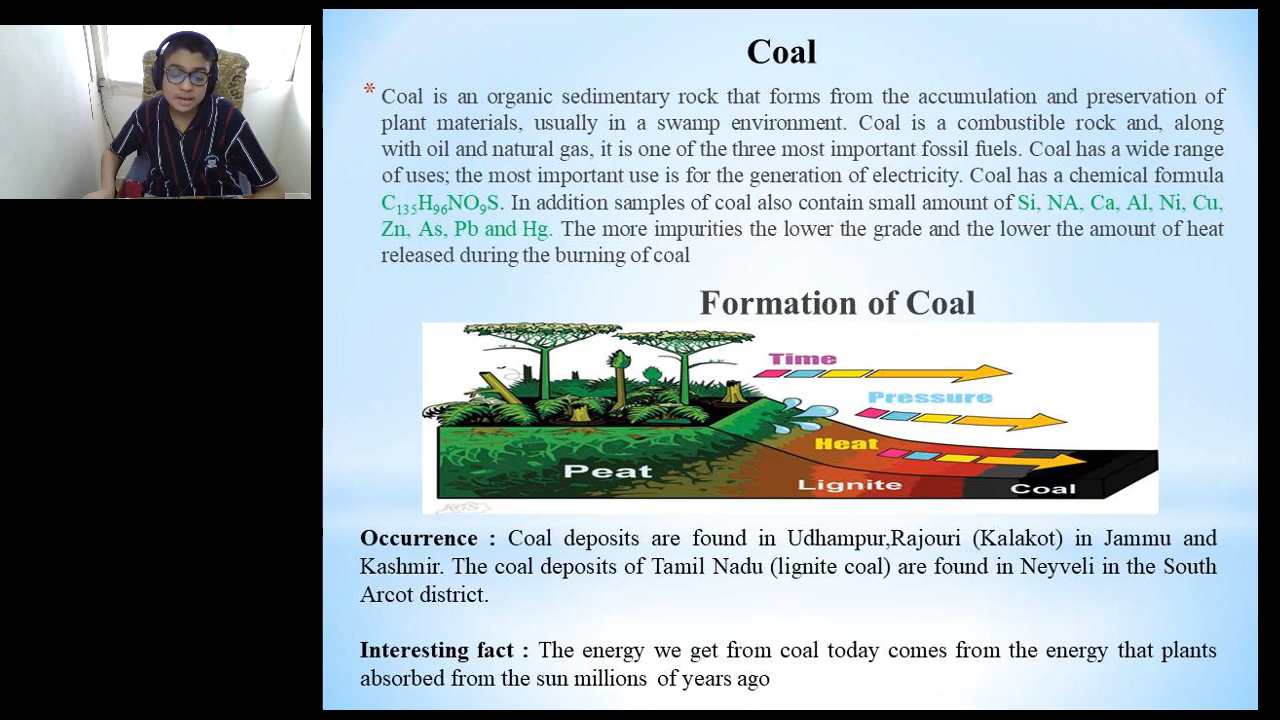 Coal
* Coal is an organic sedimentary rock that forms from the accumulation and preservation of
plant materials, usually in a swamp environment. Coal is a combustible rock and, along
with oil and natural gas, it is one of the three most important fossil fuels. Coal has a wide range
of uses; the most important use is for the generation of electricity. Coal has a chemical formula
C₁₃₅H₉₆NO₉S. In addition samples of coal also contain small amount of Si, NA, Ca, Al, Ni, Cu,
Zn, As, Pb and Hg. The more impurities the lower the grade and the lower the amount of heat
released during the burning of coal
Formation of Coal
Time
Pressure
Heat
Peat
Lignite
Coal
Occurrence : Coal deposits are found in Udhampur,Rajouri (Kalakot) in Jammu and
Kashmir. The coal deposits of Tamil Nadu (lignite coal) are found in Neyveli in the South
Arcot district.
Interesting fact : The energy we get from coal today comes from the energy that plants
absorbed from the sun millions of years ago